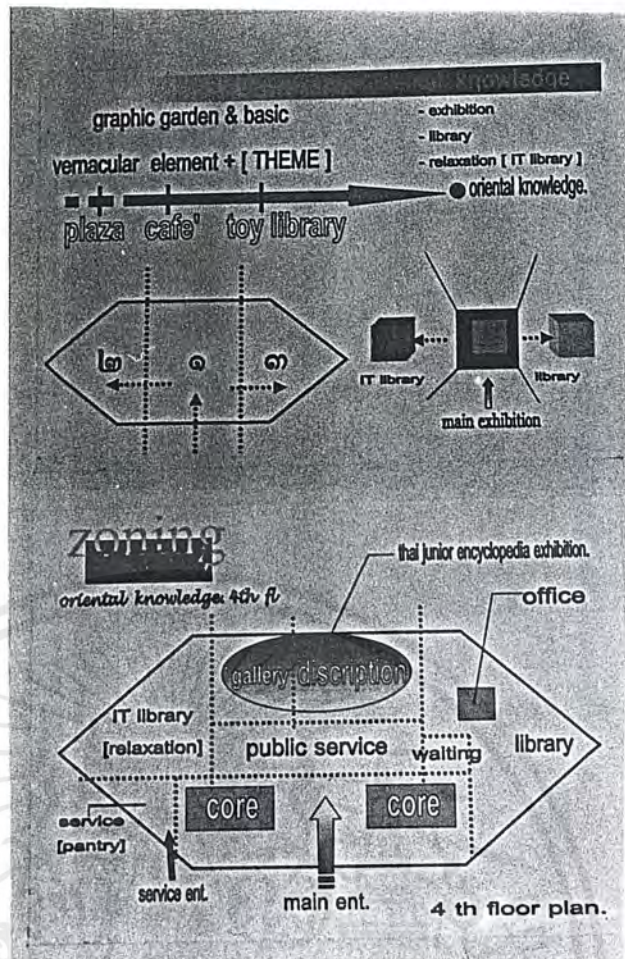 knowledge
graphic garden & basic
- exhibition
- library
vernacular element + [ THEME ]
- relaxation [ IT library ]
oriental knowledge.
plaza cafe' toy library
๒ ๑ ๓
IT library
library
main exhibition
zoning
thai junior encyclopedia exhibition.
oriental knowledge 4th fl
office
gallery discription
IT library
[relaxation]
public service
waiting
library
core
core
service
[pantry]
service ent.
main ent.
4 th floor plan.